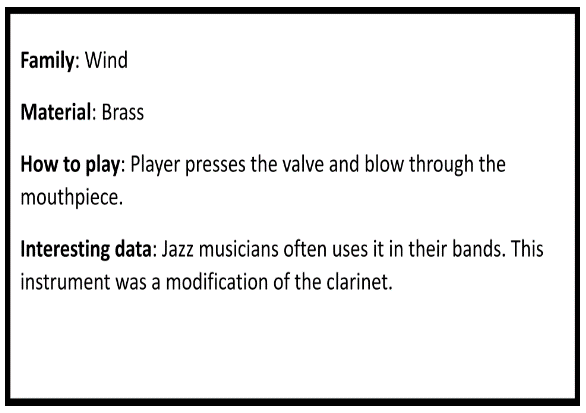 Family: Wind
Material: Brass
How to play: Player presses the valve and blow through the
mouthpiece.
Interesting data: Jazz musicians often uses it in their bands. This
instrument was a modification of the clarinet.